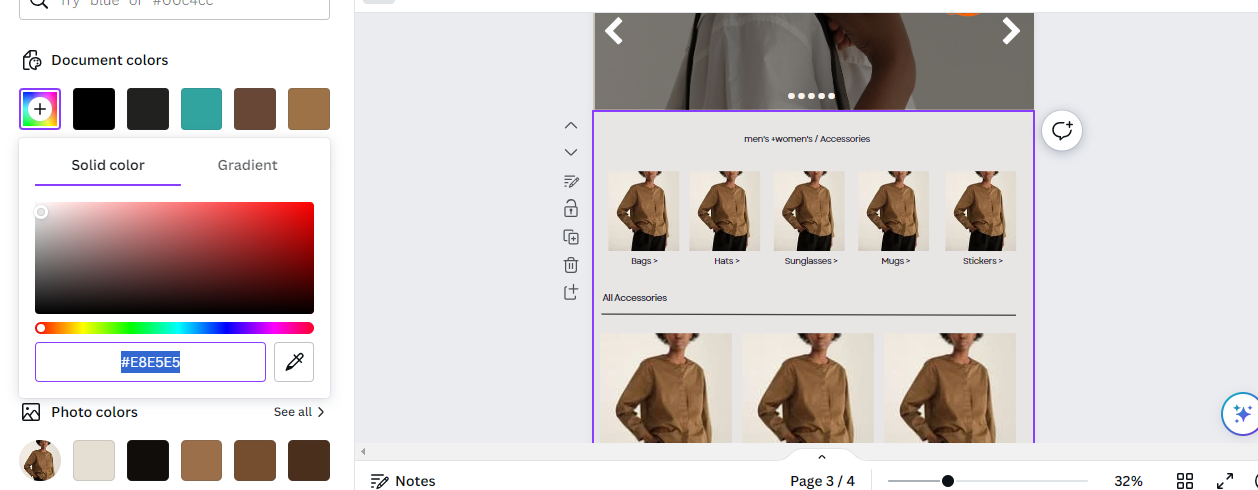 Try "blue" or "#00c4cc"
Document colors
Solid color
Gradient
#E8E5E5
Photo colors
See all
men's +women's / Accessories
Bags >
Hats >
Sunglasses >
Mugs >
Stickers >
All Accessories
Notes
Page 3 / 4
32%